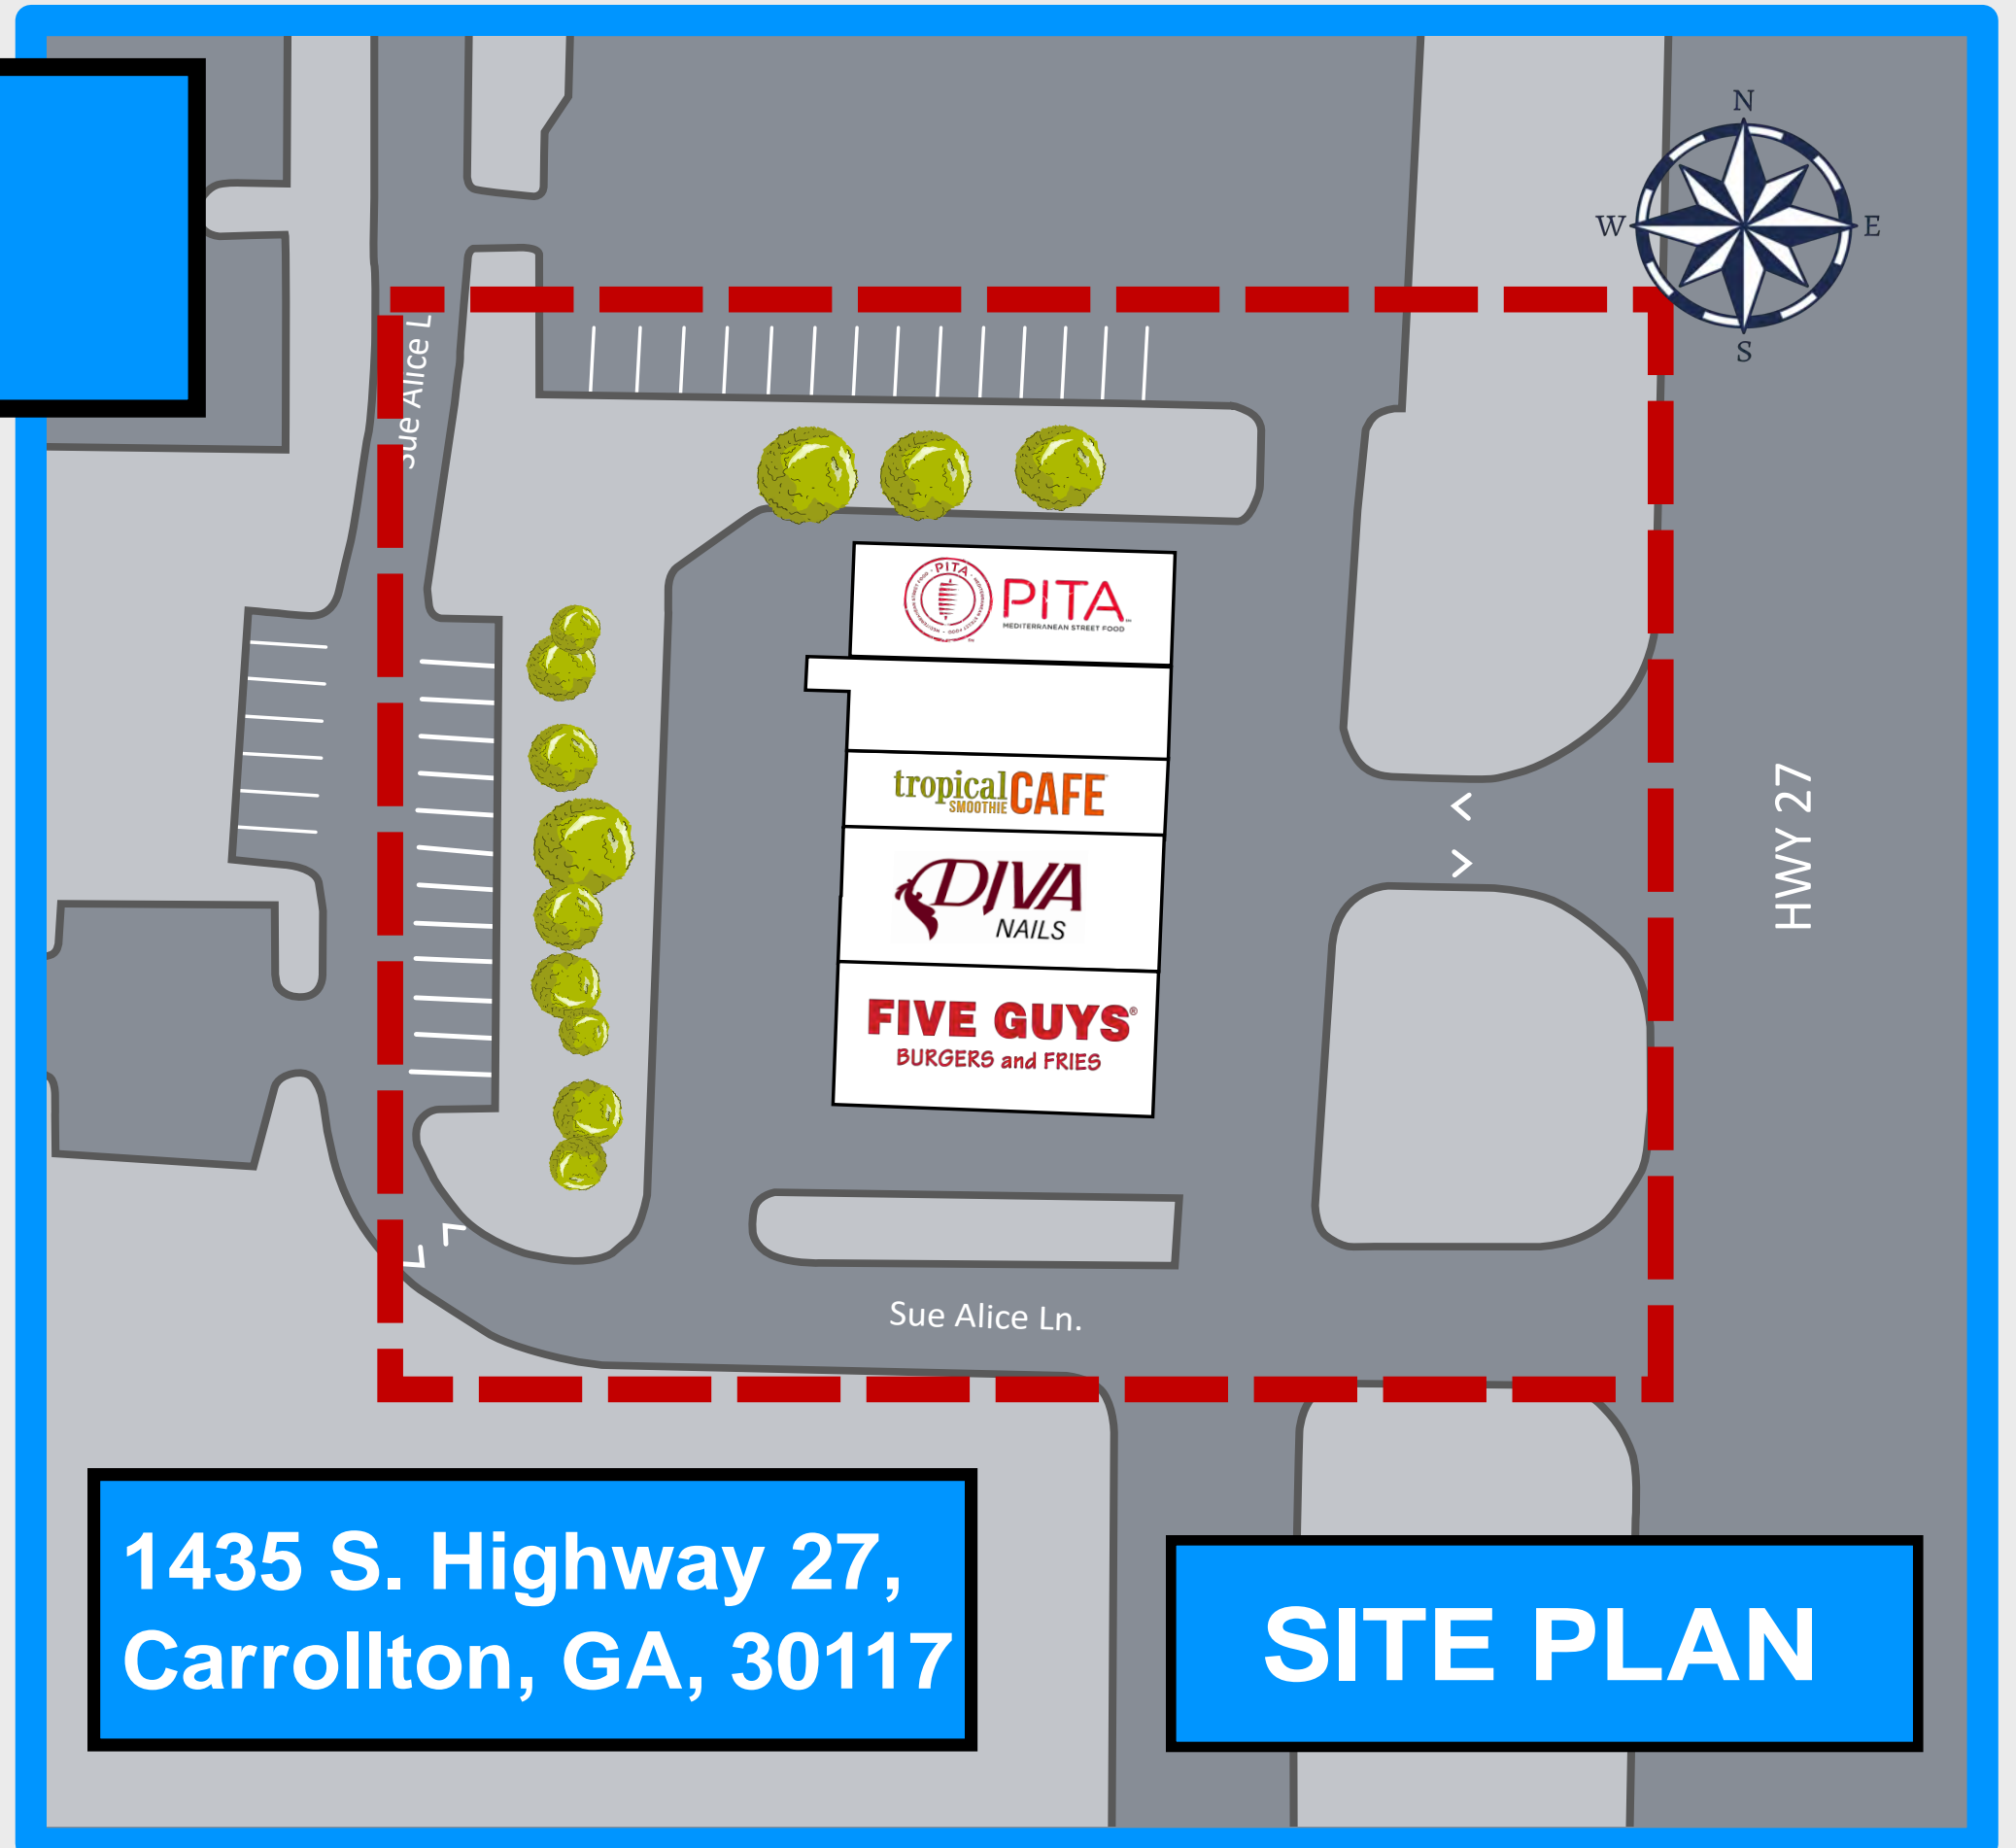 N
W
E
S
Sue Alice L
PITA
PITA
MEDITERRANEAN STREET FOOD
tropical CAFE
SMOOTHIE
DIVA
NAILS
FIVE GUYS®
BURGERS and FRIES
HWY 27
Sue Alice Ln.
1435 S. Highway 27,
Carrollton, GA, 30117
SITE PLAN